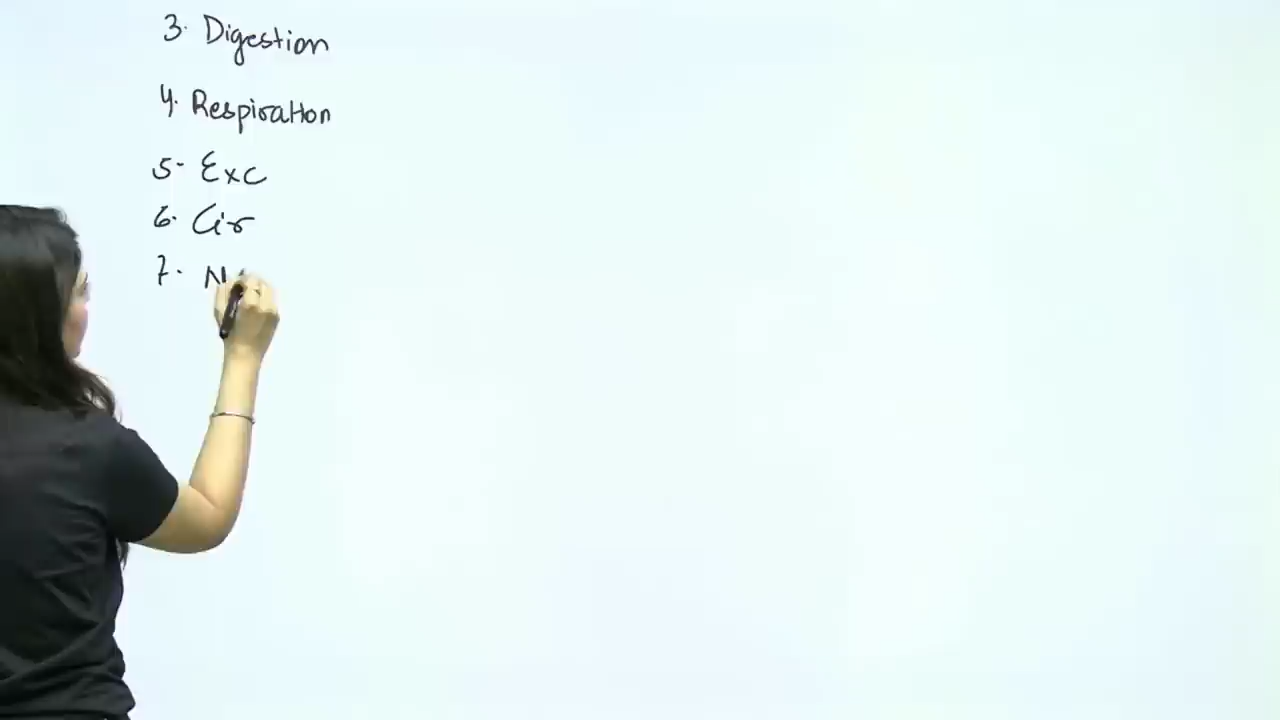 3. Digestion
4. Respiration
5. Exc
6. Cir
7. N